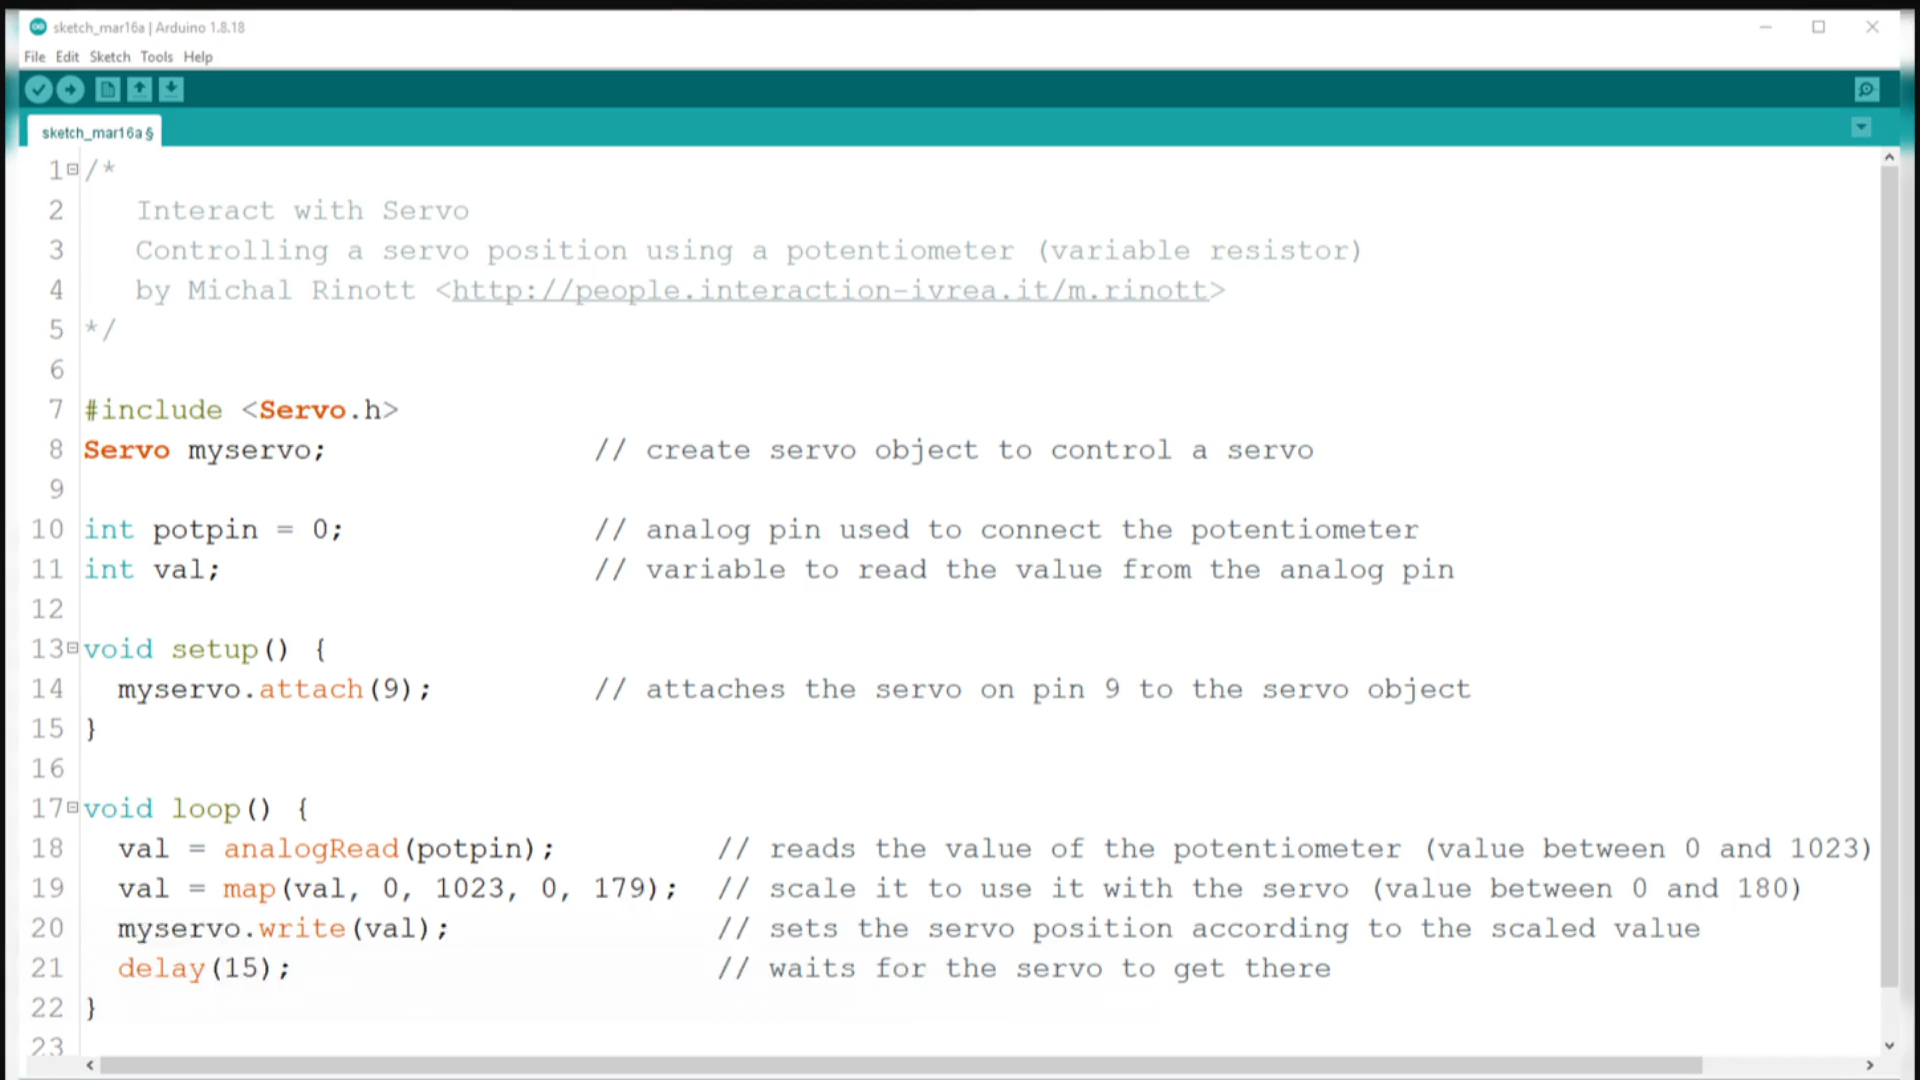 sketch_mar16a | Arduino 1.8.18
File Edit Sketch Tools Help
sketch_mar16a §
1 /*
2 Interact with Servo
3 Controlling a servo position using a potentiometer (variable resistor)
4 by Michal Rinott <http://people.interaction-ivrea.it/m.rinott>
5 */
6
7 #include <Servo.h>
8 Servo myservo; // create servo object to control a servo
9
10 int potpin = 0; // analog pin used to connect the potentiometer
11 int val; // variable to read the value from the analog pin
12
13 void setup() {
14 myservo.attach(9); // attaches the servo on pin 9 to the servo object
15 }
16
17 void loop() {
18 val = analogRead(potpin); // reads the value of the potentiometer (value between 0 and 1023)
19 val = map(val, 0, 1023, 0, 179); // scale it to use it with the servo (value between 0 and 180)
20 myservo.write(val); // sets the servo position according to the scaled value
21 delay(15); // waits for the servo to get there
22 }
23